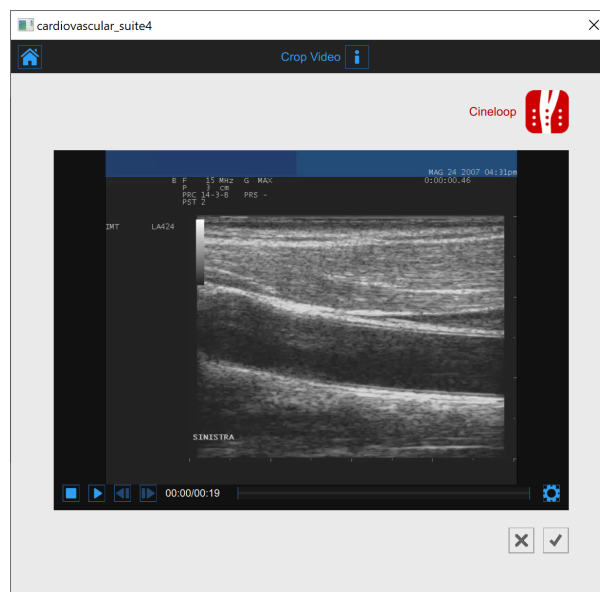 cardiovascular_suite4
Crop Video
Cineloop
MAG 24 2007 04:31pm
B F 15 MHz G MAX 0:00:00.46
P 3 cm
PRC 14-3-8 PRS -
PST 2
IMT LA424
SINISTRA
00:00/00:19